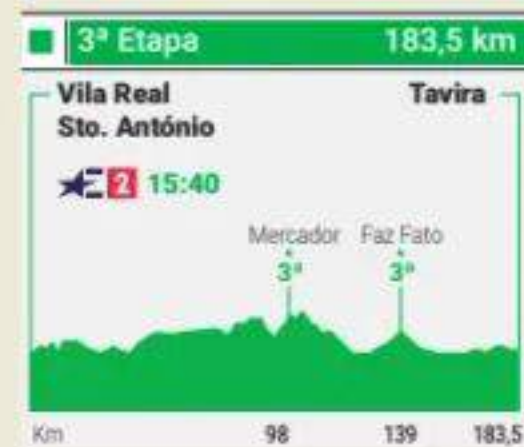 3ª Etapa 183,5 km
Vila Real Tavira
Sto. António
E2 15:40
Mercador Faz Fato
3ª 3ª
Km 98 139 183,5